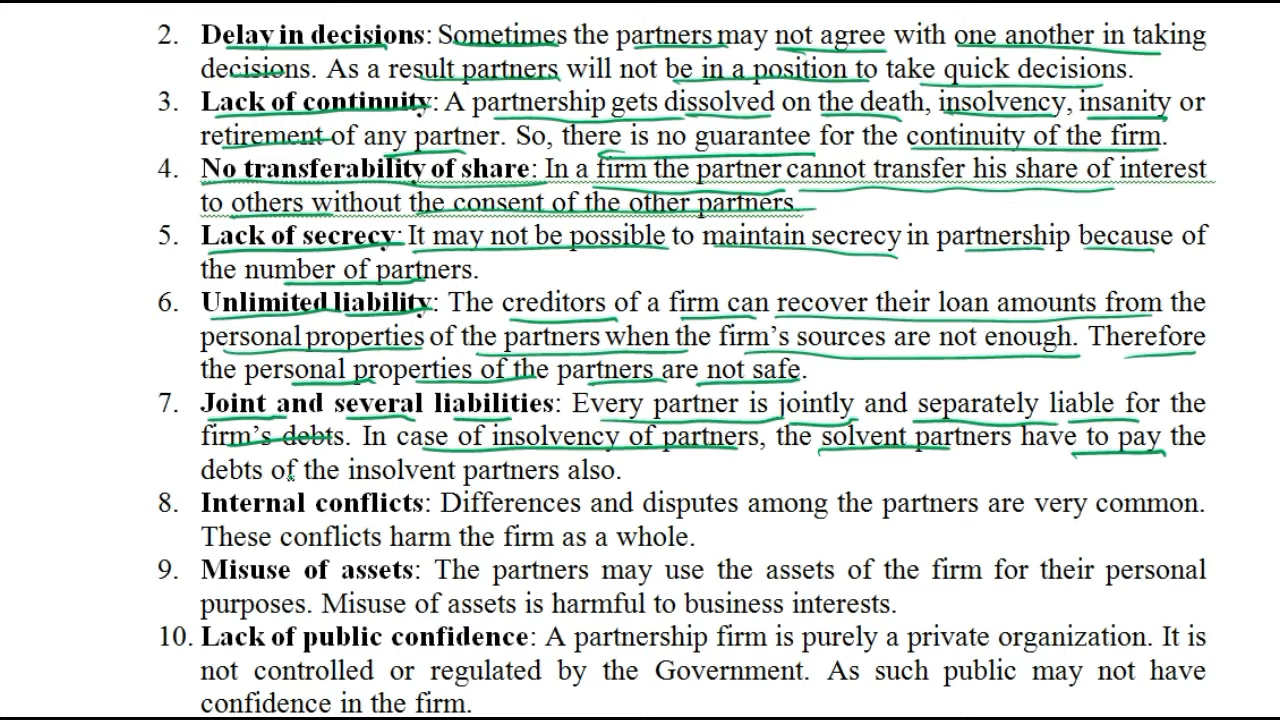 2. Delay in decisions: Sometimes the partners may not agree with one another in taking
decisions. As a result partners will not be in a position to take quick decisions.
3. Lack of continuity: A partnership gets dissolved on the death, insolvency, insanity or
retirement of any partner. So, there is no guarantee for the continuity of the firm.
4. No transferability of share: In a firm the partner cannot transfer his share of interest
to others without the consent of the other partners.
5. Lack of secrecy: It may not be possible to maintain secrecy in partnership because of
the number of partners.
6. Unlimited liability: The creditors of a firm can recover their loan amounts from the
personal properties of the partners when the firm’s sources are not enough. Therefore
the personal properties of the partners are not safe.
7. Joint and several liabilities: Every partner is jointly and separately liable for the
firm’s debts. In case of insolvency of partners, the solvent partners have to pay the
debts of the insolvent partners also.
8. Internal conflicts: Differences and disputes among the partners are very common.
These conflicts harm the firm as a whole.
9. Misuse of assets: The partners may use the assets of the firm for their personal
purposes. Misuse of assets is harmful to business interests.
10. Lack of public confidence: A partnership firm is purely a private organization. It is
not controlled or regulated by the Government. As such public may not have
confidence in the firm.